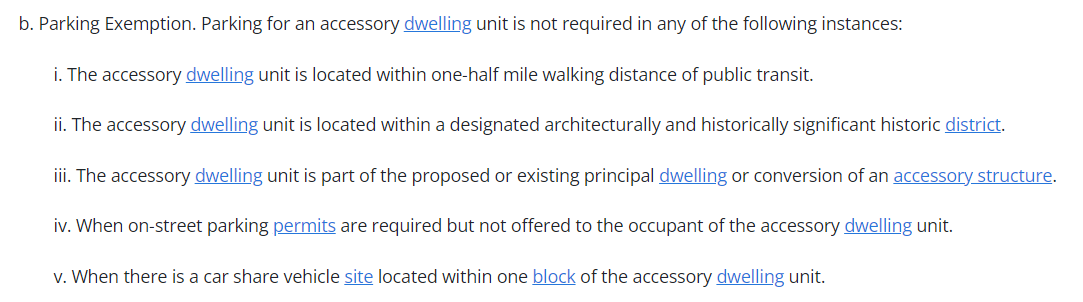 b. Parking Exemption. Parking for an accessory dwelling unit is not required in any of the following instances:
i. The accessory dwelling unit is located within one-half mile walking distance of public transit.
ii. The accessory dwelling unit is located within a designated architecturally and historically significant historic district.
iii. The accessory dwelling unit is part of the proposed or existing principal dwelling or conversion of an accessory structure.
iv. When on-street parking permits are required but not offered to the occupant of the accessory dwelling unit.
v. When there is a car share vehicle site located within one block of the accessory dwelling unit.